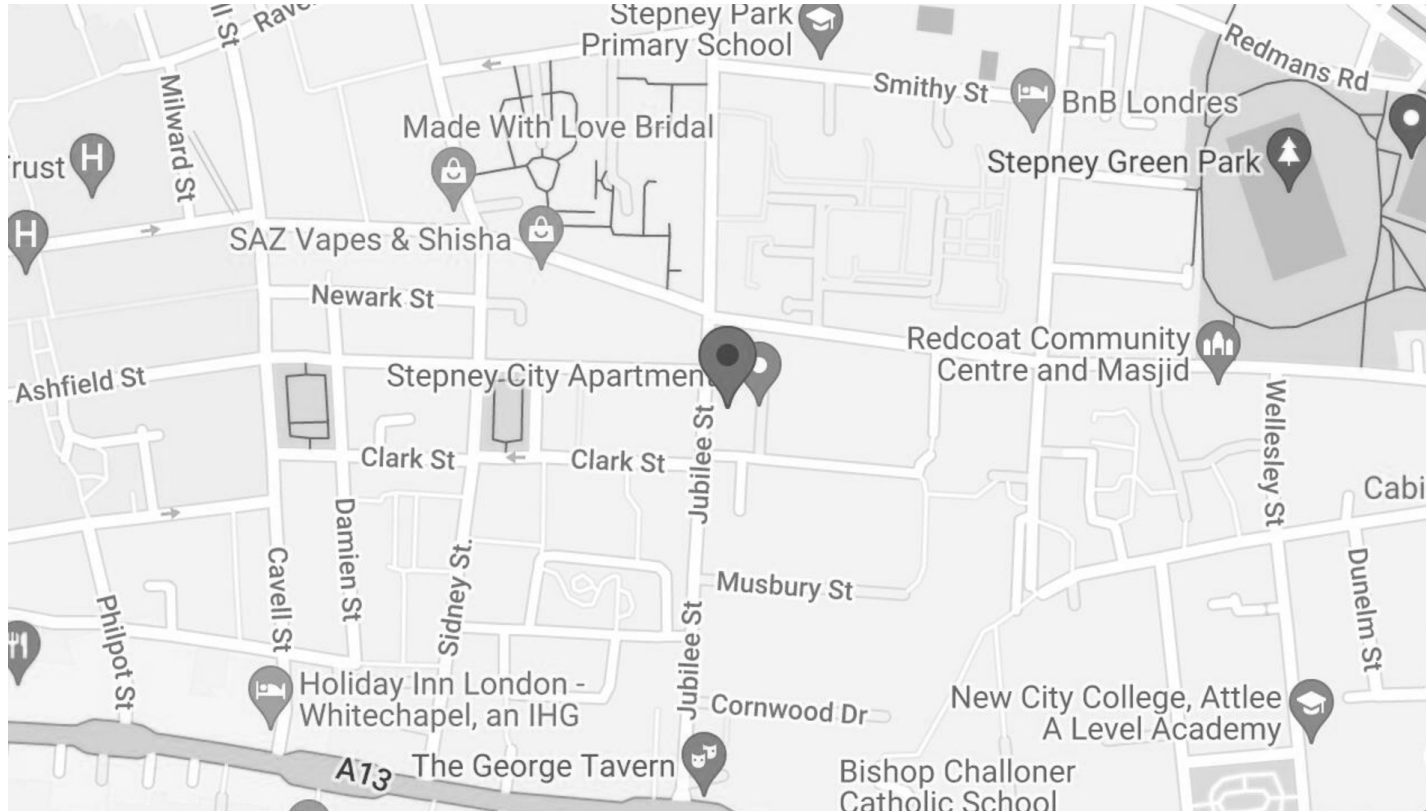 Stepney Park
Primary School
Redmans Rd
Smithy St
BnB Londres
Milward St
Made With Love Bridal
Stepney Green Park
H
rust
H
SAZ Vapes & Shisha
Newark St
Redcoat Community
Centre and Masjid
Ashfield St
Stepney City Apartment
Wellesley St
Jubilee St
Clark St
Clark St
Cabi
Damien St
Cavell St
Sidney St.
Musbury St
Dunelm St
Philpot St
Jubilee St
Holiday Inn London -
Whitechapel, an IHG
New City College, Attlee
A Level Academy
Cornwood Dr
A13
The George Tavern
Bishop Challoner
Catholic School